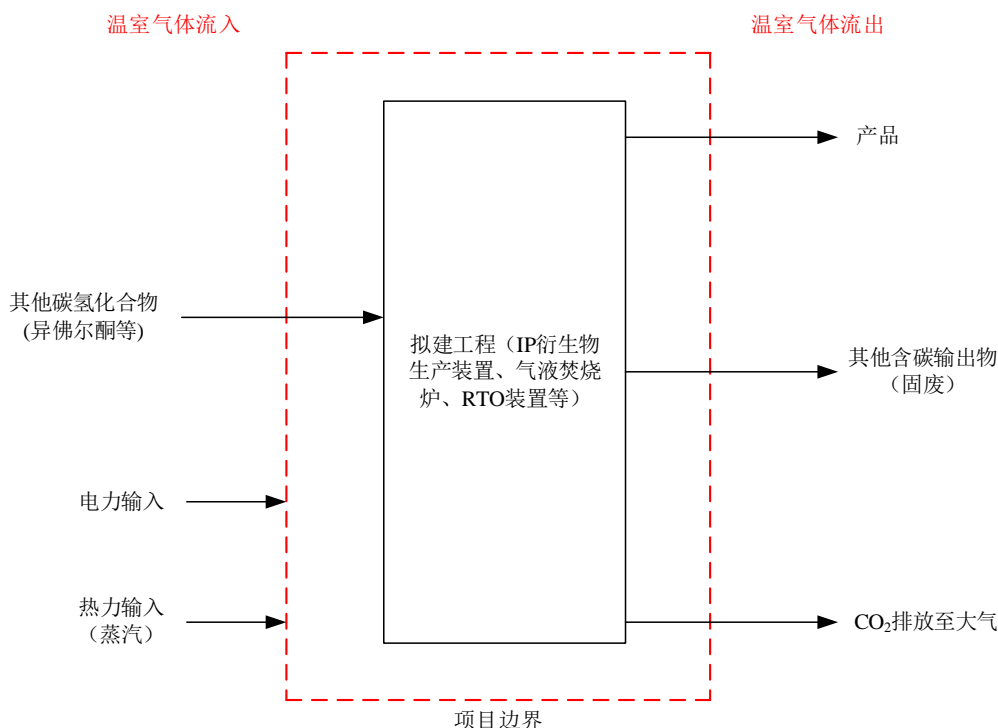 温室气体流入
温室气体流出
产品
其他碳氢化合物
(异佛尔酮等)
拟建工程（IP衍生物
生产装置、气液焚烧
炉、RTO装置等）
其他含碳输出物
（固废）
电力输入
热力输入
（蒸汽）
CO₂排放至大气
项目边界